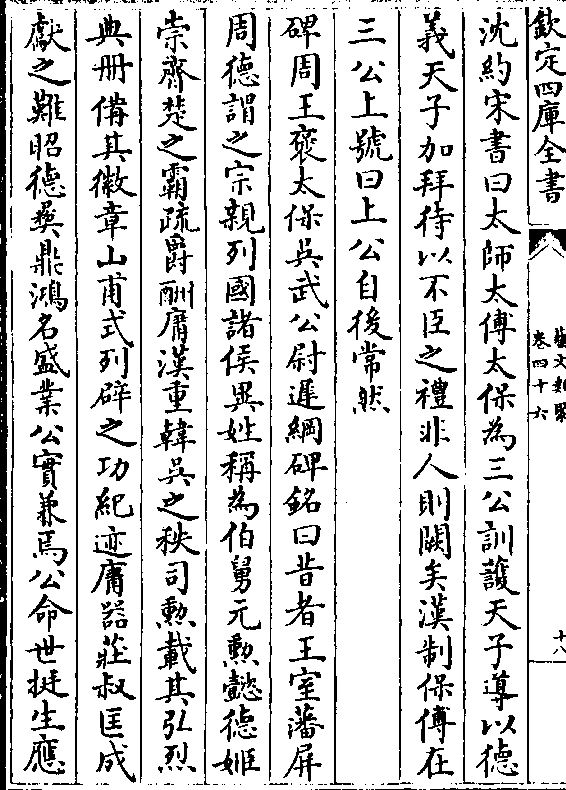 欽定四庫全書
藝文類聚
卷四十六
十八
沈約宋書曰太師太傅太保為三公訓護天子導以德
義天子加拜待以不臣之禮非人則闕矣漢制保傅在
三公上號曰上公自後常然
碑周王褒太保吳武公尉遲綱碑銘曰昔者王室藩屏
周德謂之宗親列國諸侯異姓稱為伯舅元勲懿德姬
崇齊楚之霸疏爵酬庸漢重韓吳之秩司勲載其弘烈
典册備其徽章山甫式列辟之功紀迹庸器莊叔匡成
獻之難昭德奠鼎鴻名盛業公實兼焉公命世挺生應